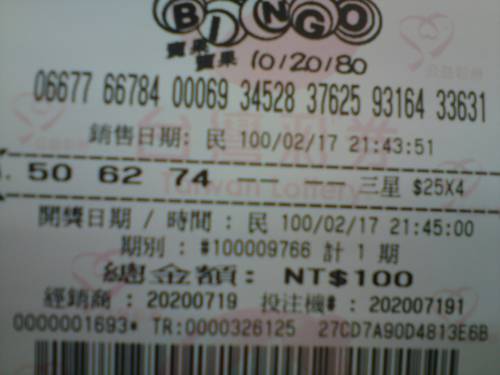 BINGO
賓果 賓果 10/20/80
06677 66784 00069 34528 37625 93164 33631
銷售日期: 民 100/02/17 21:43:51
50 62 74 -- -- -- 三星 $25X4
Taiwan Lottery
開獎日期 / 時間 : 民 100/02/17 21:45:00
期別 : #100009766 計 1 期
總金額: NT$100
經銷商 : 20200719 投注機# : 202007191
0000001693* TR:0000326125 27CD7A90D4813E6B